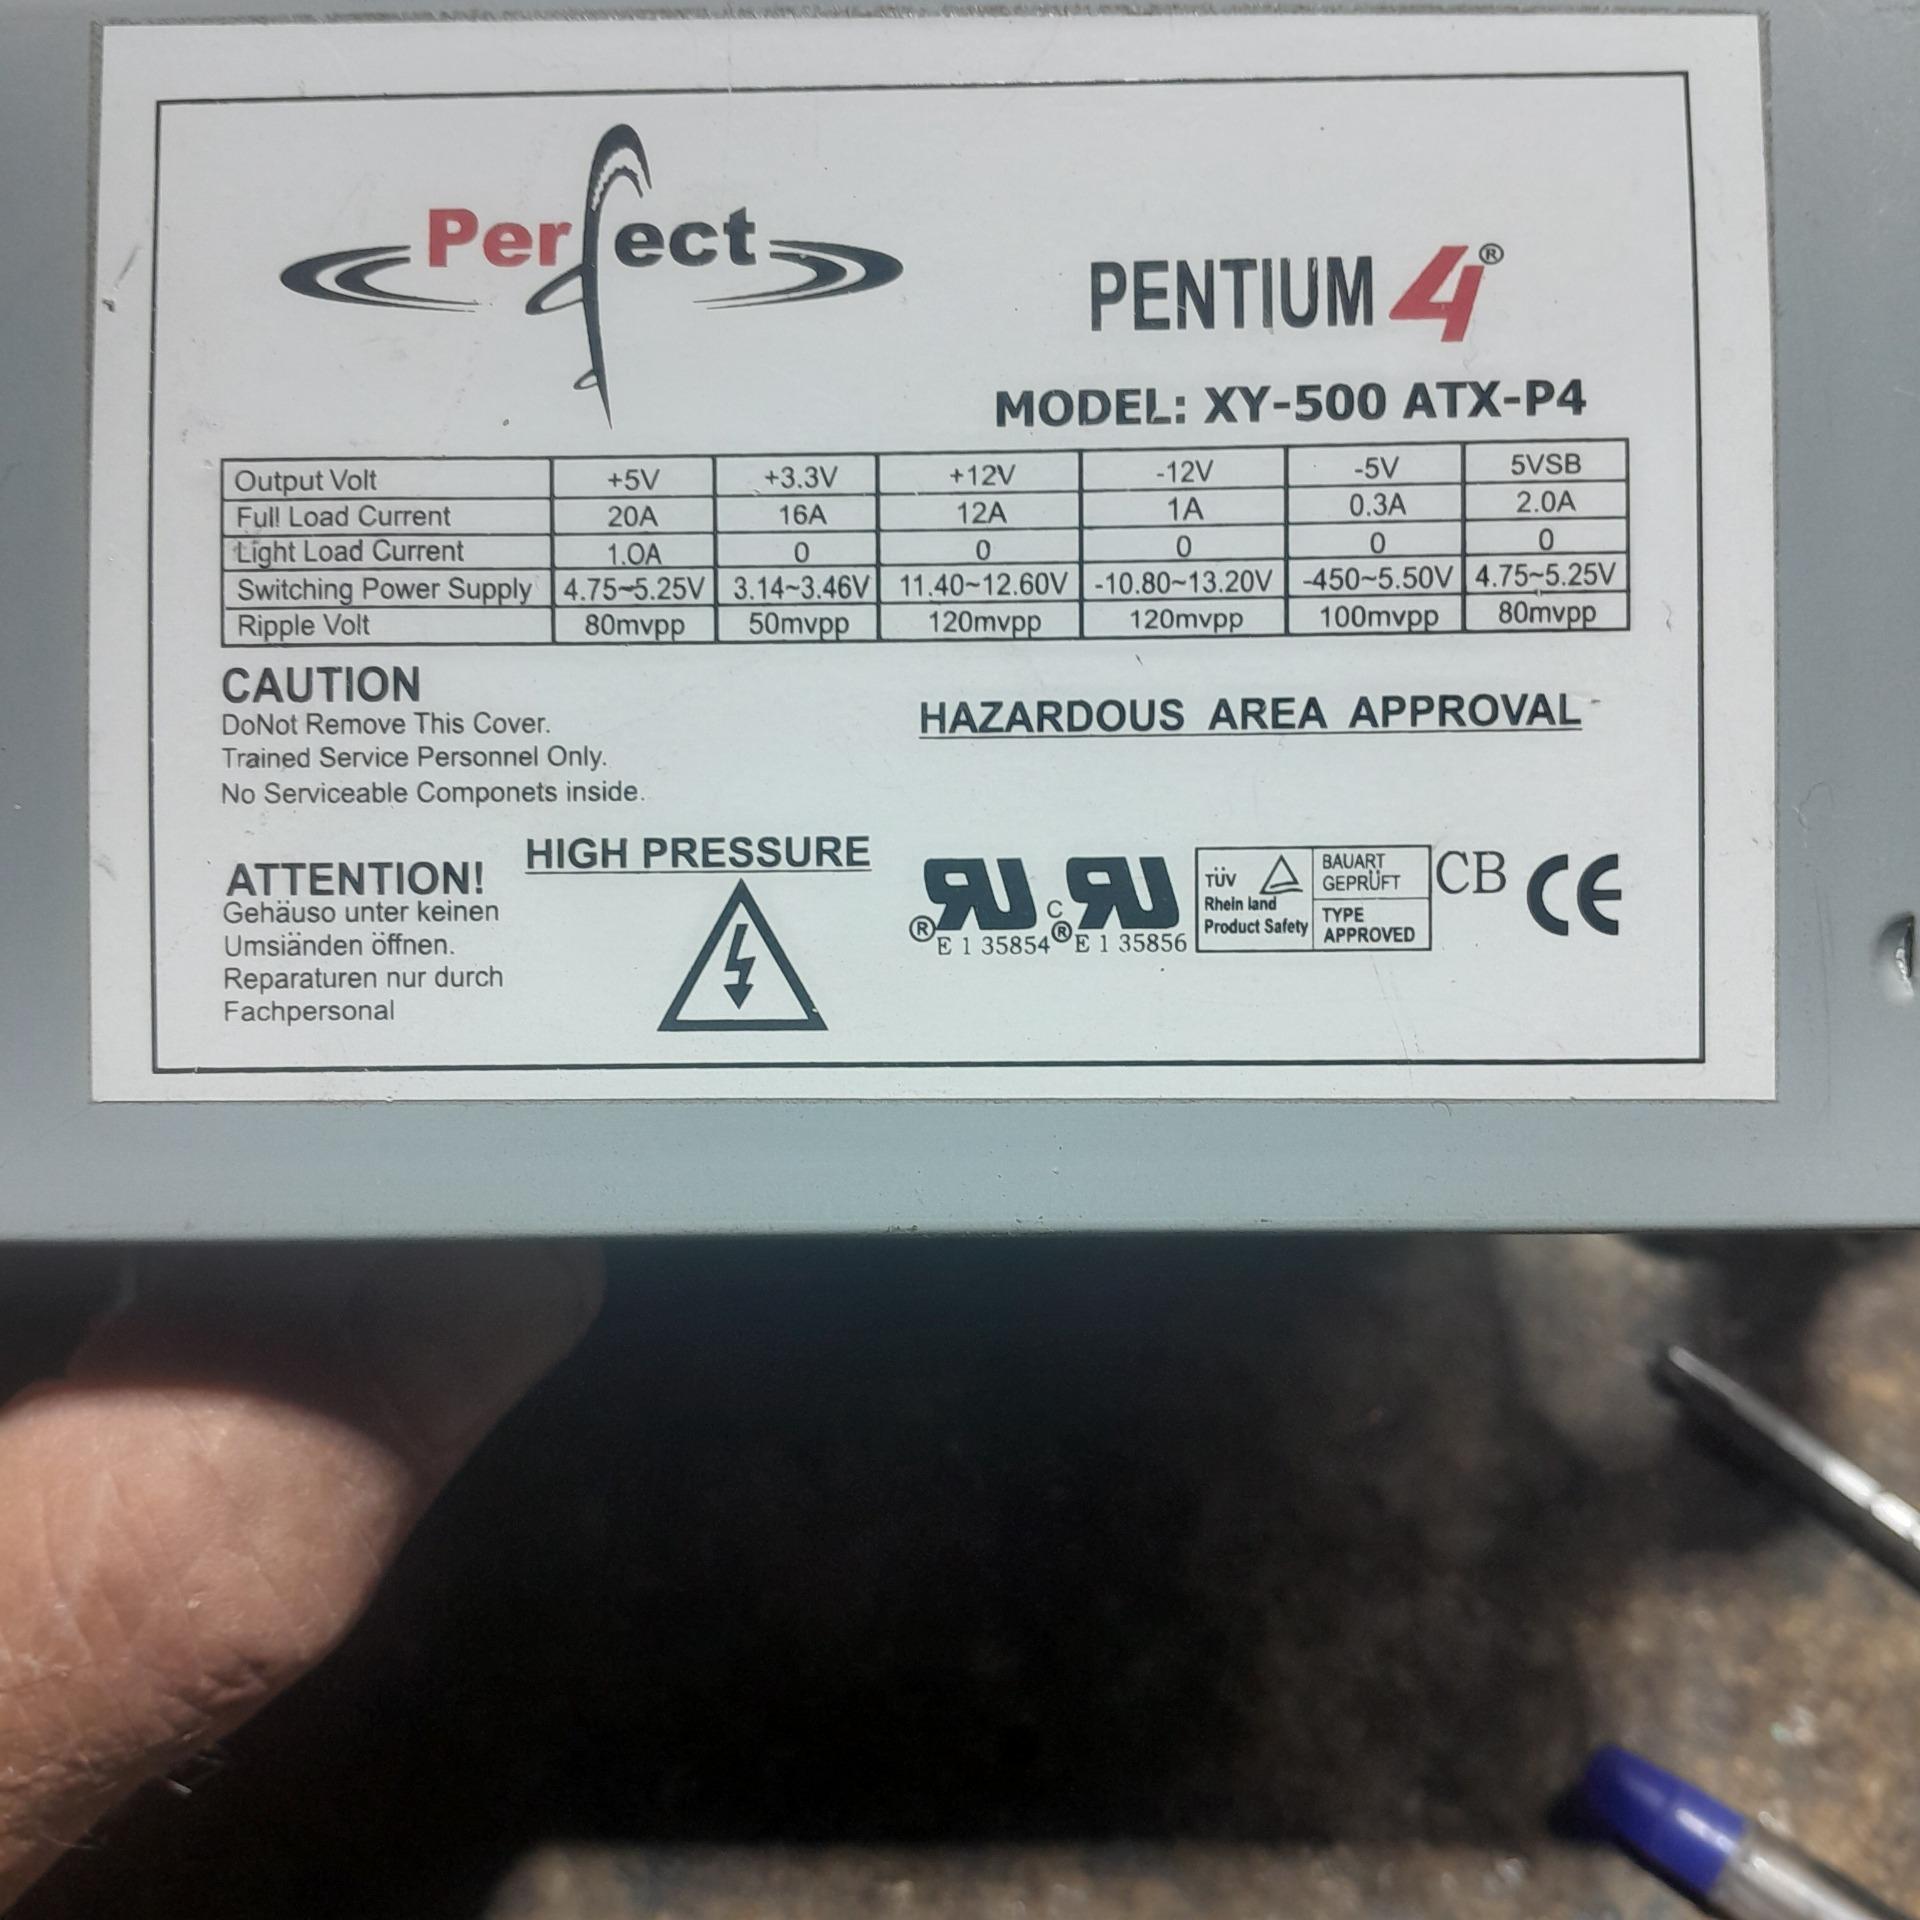 Perfect
PENTIUM 4®
MODEL: XY-500 ATX-P4
Output Volt +5V +3.3V +12V -12V -5V 5VSB
Full Load Current 20A 16A 12A 1A 0.3A 2.0A
Light Load Current 1.0A 0 0 0 0 0
Switching Power Supply 4.75~5.25V 3.14~3.46V 11.40~12.60V -10.80~13.20V -450~5.50V 4.75~5.25V
Ripple Volt 80mvpp 50mvpp 120mvpp 120mvpp 100mvpp 80mvpp
CAUTION
DoNot Remove This Cover.
Trained Service Personnel Only.
No Serviceable Componets inside.
HAZARDOUS AREA APPROVAL
ATTENTION!
Gehäuso unter keinen
Umsiänden öffnen.
Reparaturen nur durch
Fachpersonal
HIGH PRESSURE
RU ®
E 1 35854
C RU ®
E 1 35856
TÜV
Rhein land
Product Safety
BAUART
GEPRÜFT
TYPE
APPROVED
CB CE